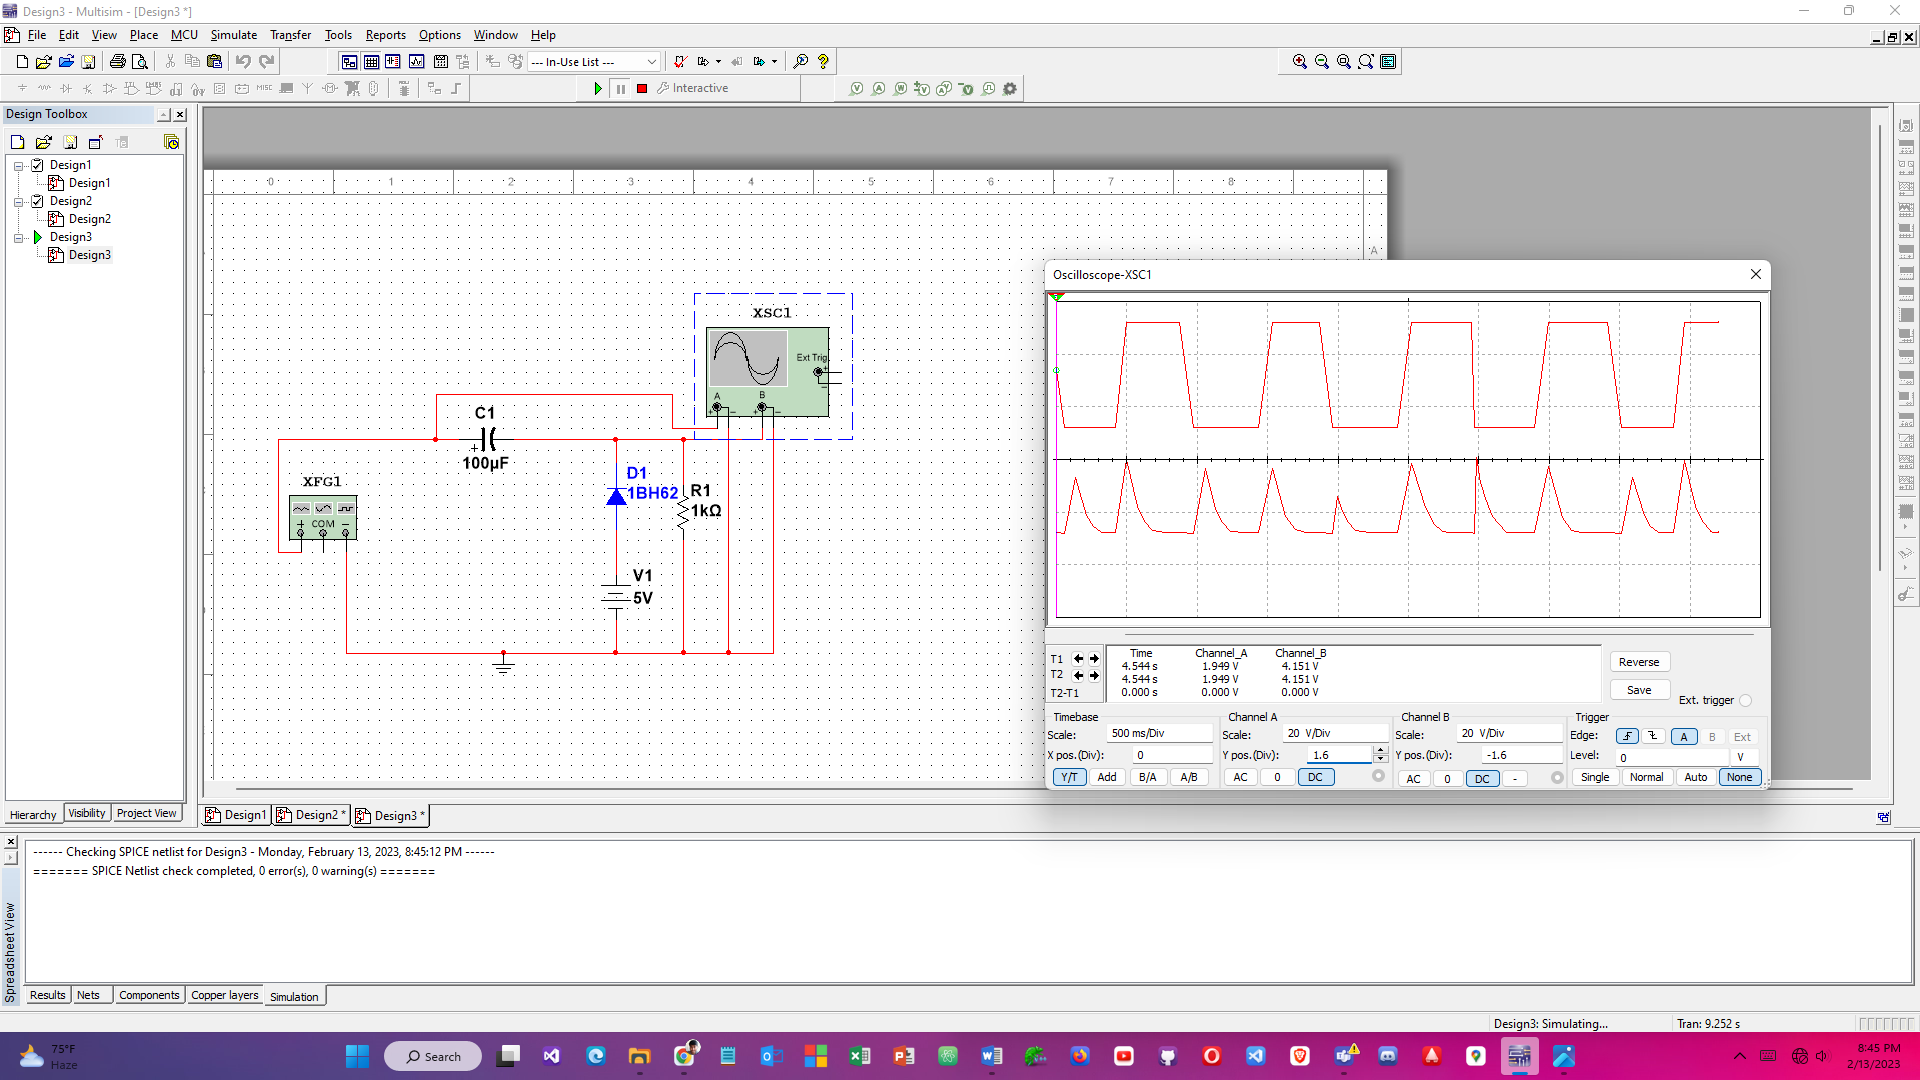 Design3 - Multisim - [Design3 *]
File Edit View Place MCU Simulate Transfer Tools Reports Options Window Help
--- In-Use List ---
Interactive
Design Toolbox
Design1
Design1
Design2
Design2
Design3
Design3
Hierarchy Visibility Project View
0 1 2 3 4 5 6 7 8
A
XSC1
Ext Trig
A B
C1
100µF
XFG1
COM
D1
1BH62
R1
1kΩ
V1
5V
Oscilloscope-XSC1
Time Channel_A Channel_B
T1 4.544 s 1.949 V 4.151 V
T2 4.544 s 1.949 V 4.151 V
T2-T1 0.000 s 0.000 V 0.000 V
Reverse
Save
Ext. trigger
Timebase Channel A Channel B Trigger
Scale: 500 ms/Div Scale: 20 V/Div Scale: 20 V/Div Edge: A B Ext
X pos.(Div): 0 Y pos.(Div): 1.6 Y pos.(Div): -1.6 Level: 0 V
Y/T Add B/A A/B AC 0 DC AC 0 DC - Single Normal Auto None
Design1 Design2 * Design3 *
------ Checking SPICE netlist for Design3 - Monday, February 13, 2023, 8:45:12 PM ------
======= SPICE Netlist check completed, 0 error(s), 0 warning(s) =======
Spreadsheet View
Results Nets Components Copper layers Simulation
Design3: Simulating... Tran: 9.252 s
75°F
Haze
Search
8:45 PM
2/13/2023